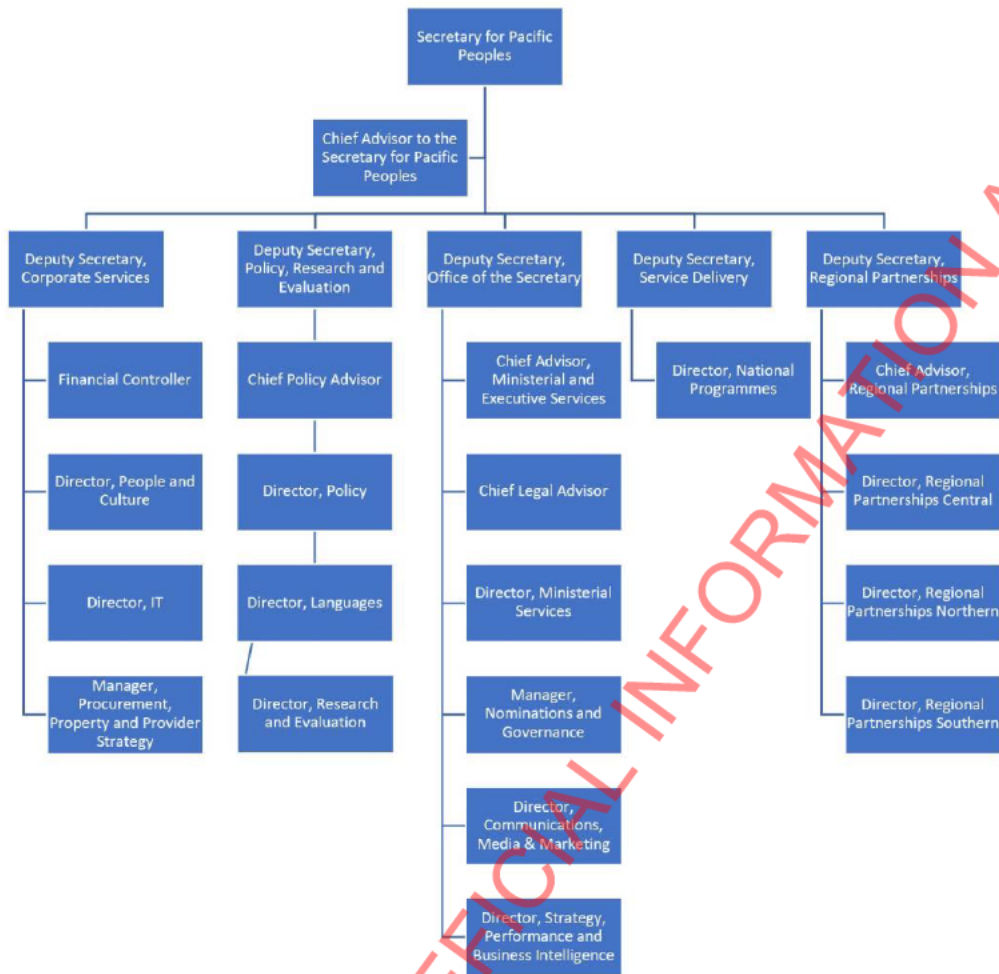 Secretary for Pacific
Peoples
Chief Advisor to the
Secretary for Pacific
Peoples
Deputy Secretary,
Corporate Services
Deputy Secretary,
Policy, Research and
Evaluation
Deputy Secretary,
Office of the Secretary
Deputy Secretary,
Service Delivery
Deputy Secretary,
Regional Partnerships
Financial Controller
Chief Policy Advisor
Chief Advisor,
Ministerial and
Executive Services
Director, National
Programmes
Chief Advisor,
Regional Partnerships
Director, People and
Culture
Director, Policy
Chief Legal Advisor
Director, Regional
Partnerships Central
Director, IT
Director, Languages
Director, Ministerial
Services
Director, Regional
Partnerships Northern
Manager,
Procurement,
Property and Provider
Strategy
Director, Research
and Evaluation
Manager,
Nominations and
Governance
Director, Regional
Partnerships Southern
Director,
Communications,
Media & Marketing
Director, Strategy,
Performance and
Business Intelligence
INFORMATION